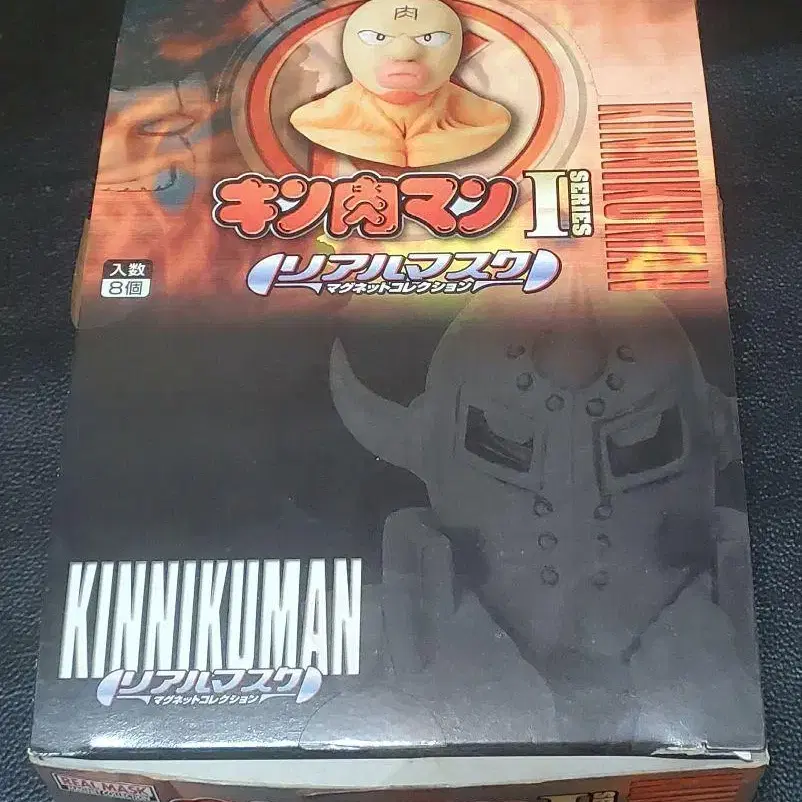 肉
キン肉マン I SERIES
KINNIKUMAN
リアルマスク
マグネットコレクション
入数
8個
KINNIKUMAN
リアルマスク
マグネットコレクション
REAL MASK